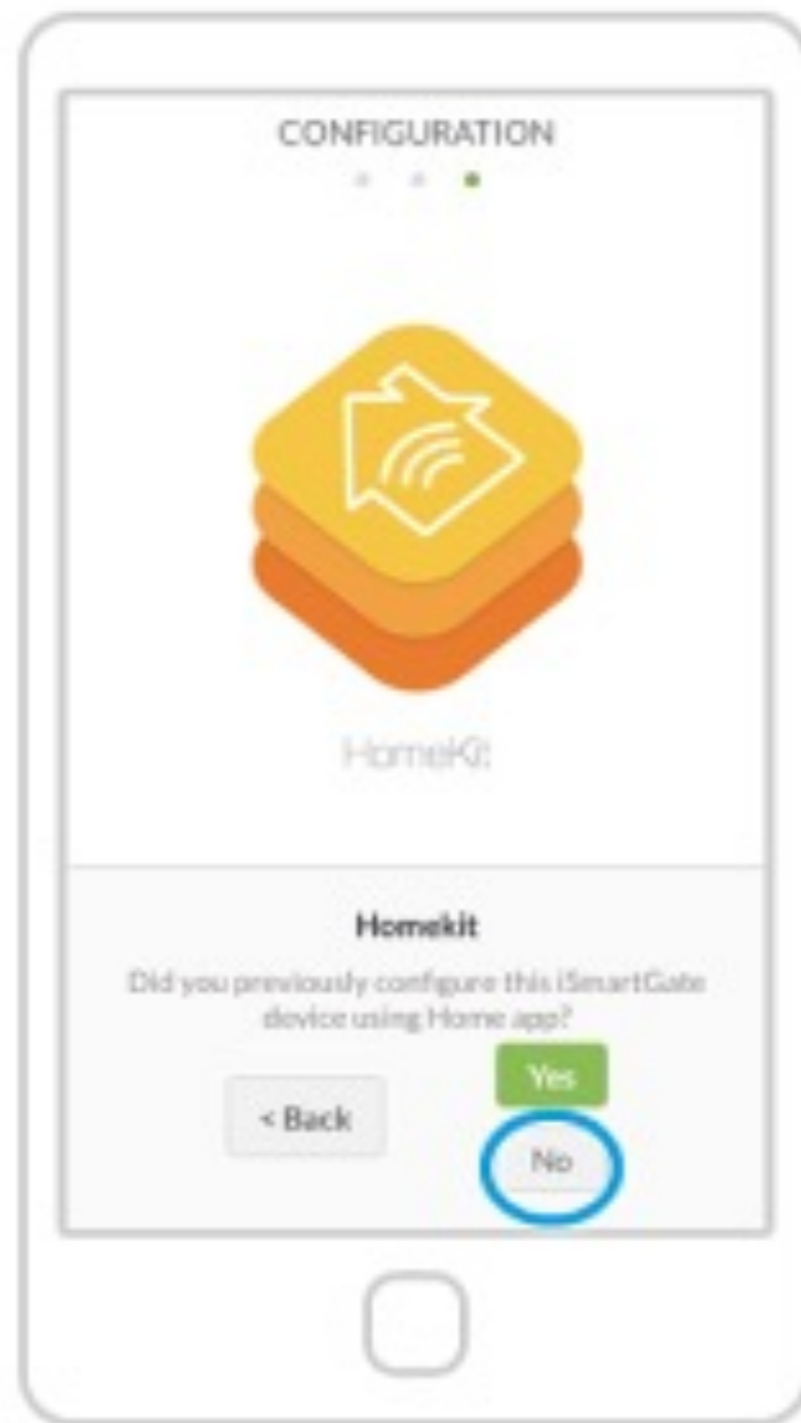 CONFIGURATION
HomeKit
Homekit
Did you previously configure this iSmartGate
device using Home app?
Yes
< Back
No